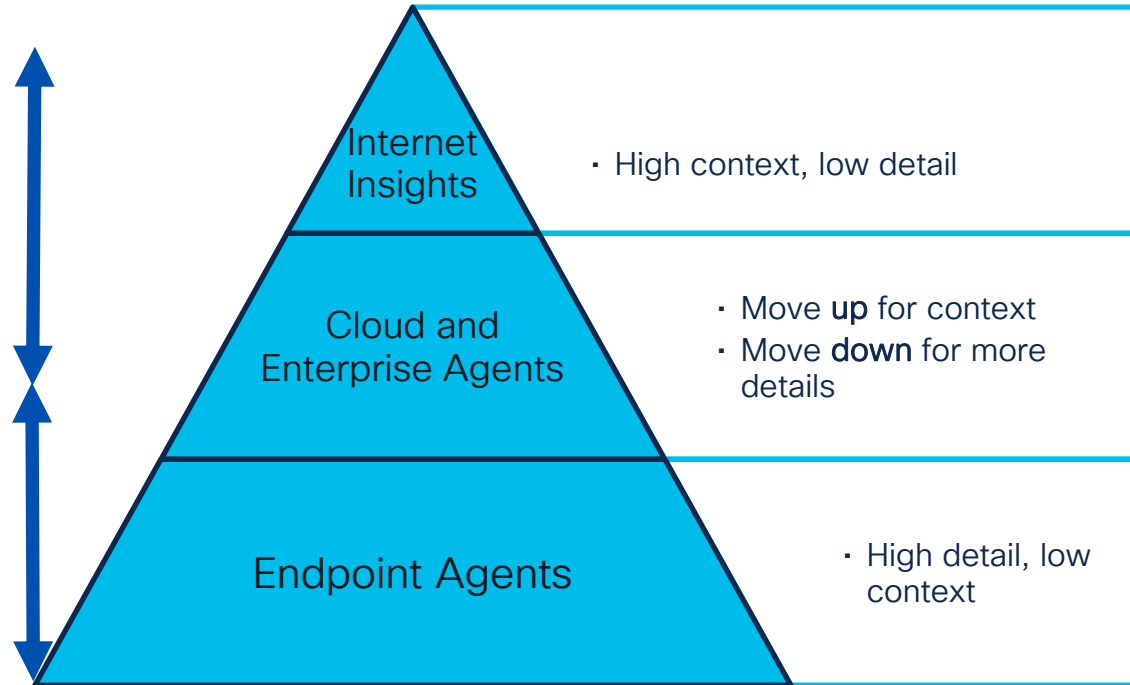 Internet
Insights
▪ High context, low detail
Cloud and
Enterprise Agents
▪ Move up for context
▪ Move down for more
details
Endpoint Agents
▪ High detail, low
context